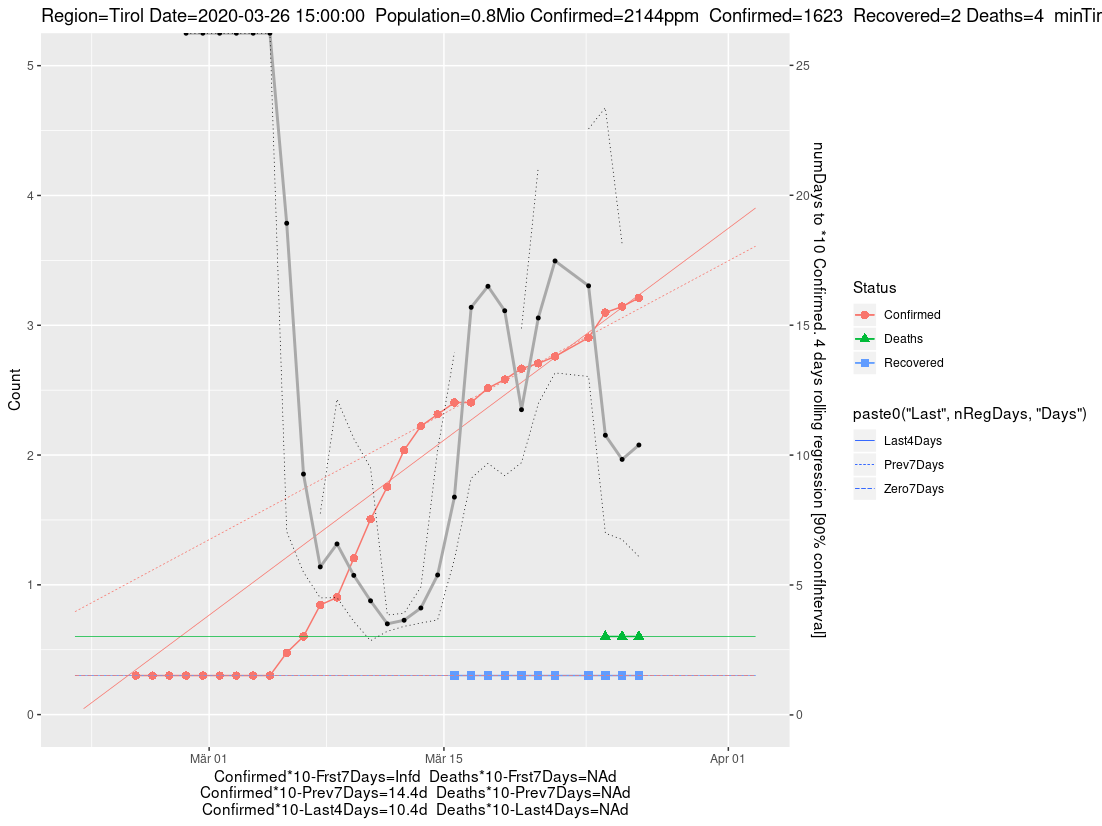 Region=Tirol Date=2020-03-26 15:00:00  Population=0.8Mio Confirmed=2144ppm  Confirmed=1623  Recovered=2 Deaths=4  minTir
5
4
3
2
1
0
Count
25
20
15
10
5
0
numDays to *10 Confirmed. 4 days rolling regression [90% confInterval]
Mär 01
Mär 15
Apr 01
Confirmed*10-Frst7Days=Infd  Deaths*10-Frst7Days=NAd
Confirmed*10-Prev7Days=14.4d  Deaths*10-Prev7Days=NAd
Confirmed*10-Last4Days=10.4d  Deaths*10-Last4Days=NAd
Status
Confirmed
Deaths
Recovered
paste0("Last", nRegDays, "Days")
Last4Days
Prev7Days
Zero7Days